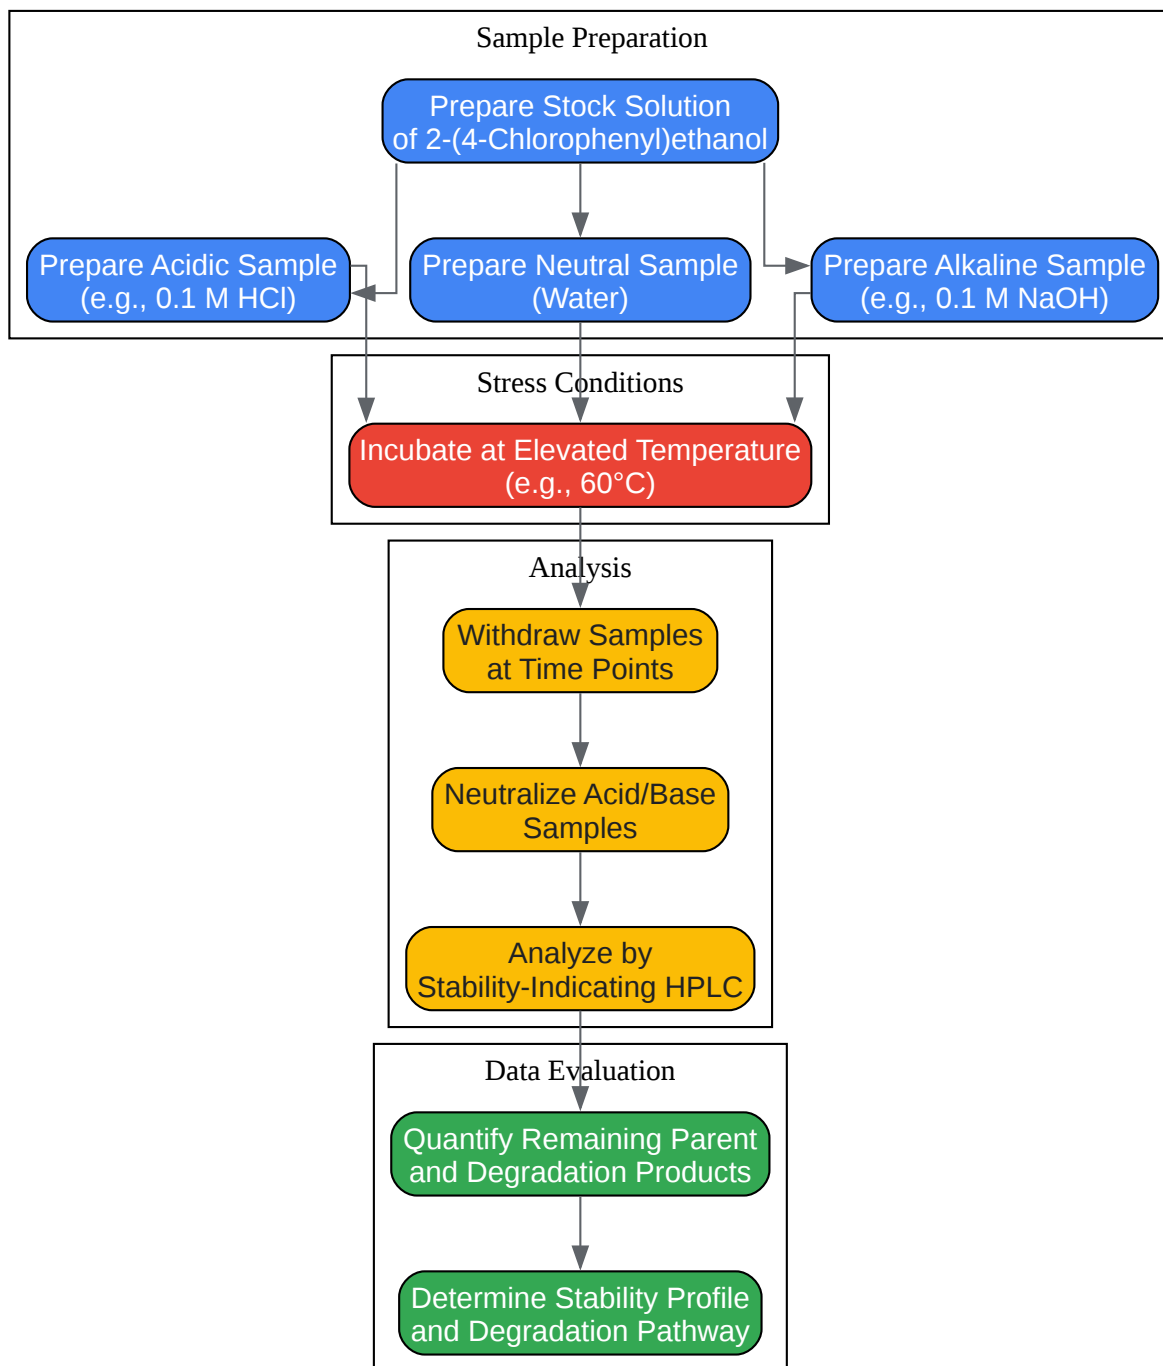 Sample Preparation
Prepare Stock Solution
of 2-(4-Chlorophenyl)ethanol
Prepare Acidic Sample
(e.g., 0.1 M HCl)
Prepare Neutral Sample
(Water)
Prepare Alkaline Sample
(e.g., 0.1 M NaOH)
Stress Conditions
Incubate at Elevated Temperature
(e.g., 60°C)
Analysis
Withdraw Samples
at Time Points
Neutralize Acid/Base
Samples
Analyze by
Stability-Indicating HPLC
Data Evaluation
Quantify Remaining Parent
and Degradation Products
Determine Stability Profile
and Degradation Pathway